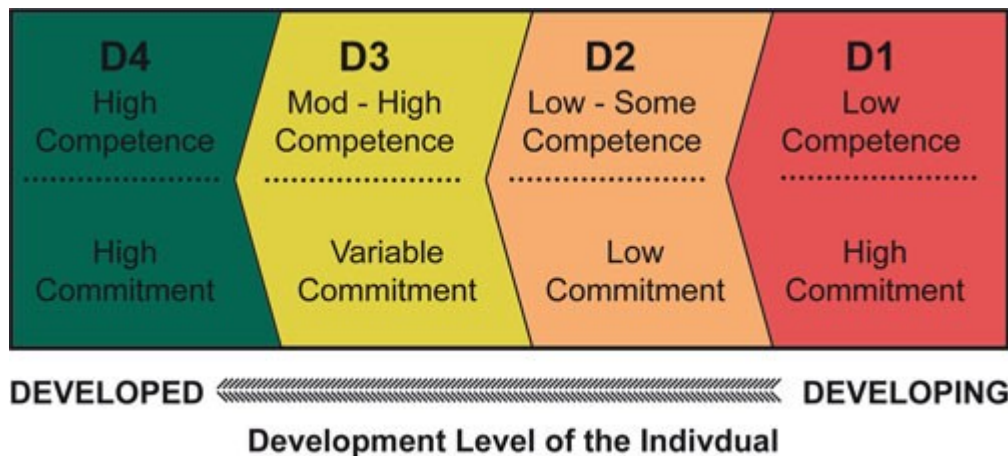 D4
High
Competence
High
Commitment
D3
Mod - High
Competence
Variable
Commitment
D2
Low - Some
Competence
Low
Commitment
D1
Low
Competence
High
Commitment
DEVELOPED
DEVELOPING
Development Level of the Indivdual